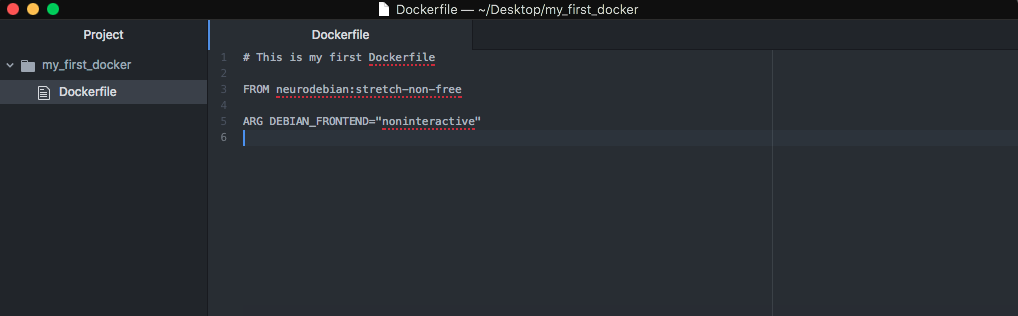 Dockerfile — ~/Desktop/my_first_docker
Project
my_first_docker
Dockerfile
Dockerfile
1 # This is my first Dockerfile
2
3 FROM neurodebian:stretch-non-free
4
5 ARG DEBIAN_FRONTEND="noninteractive"
6